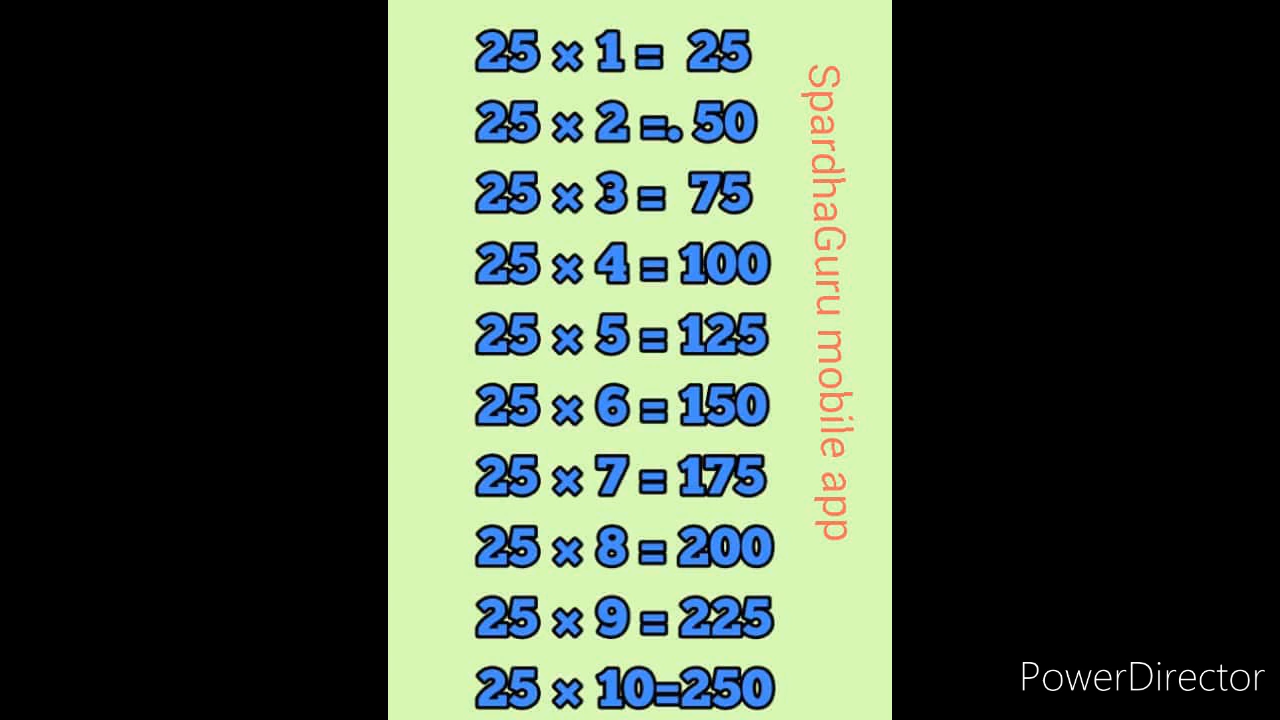 25 × 1 = 25
25 × 2 =. 50
25 × 3 = 75
25 × 4 = 100
25 × 5 = 125
25 × 6 = 150
25 × 7 = 175
25 × 8 = 200
25 × 9 = 225
25 × 10=250
SpardhaGuru mobile app
PowerDirector